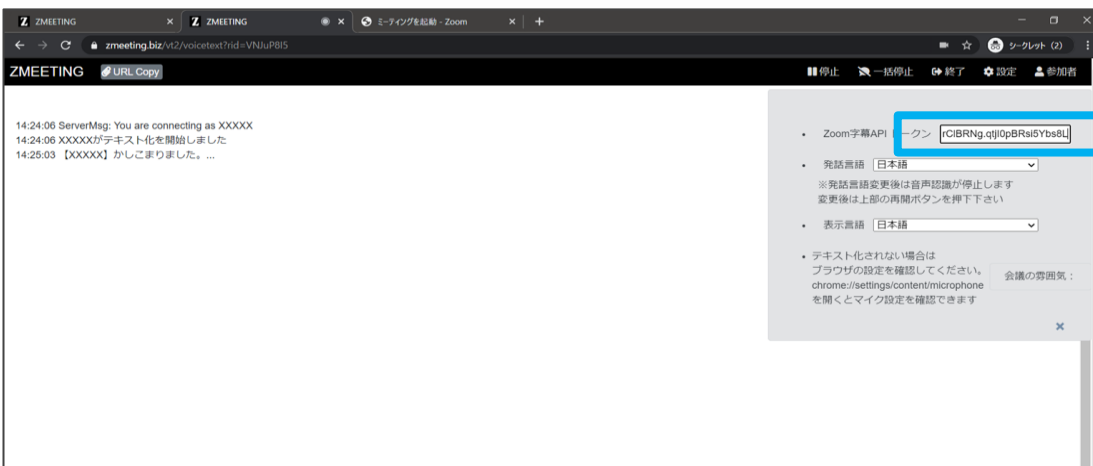 ZMEETING
ZMEETING
ミーティングを起動 - Zoom
zmeeting.biz/vt2/voicetext?rid=VNJuP8I5
シークレット (2)
ZMEETING
URL Copy
停止
一括停止
終了
設定
参加者
14:24:06 ServerMsg: You are connecting as XXXXX
14:24:06 XXXXXがテキスト化を開始しました
14:25:03 【XXXXX】かしこまりました。...
• Zoom字幕API トークン rClBRNg.qtjI0pBRsi5Ybs8L
• 発話言語 日本語
※発話言語変更後は音声認識が停止します
変更後は上部の再開ボタンを押下下さい
• 表示言語 日本語
• テキスト化されない場合は
ブラウザの設定を確認してください。
chrome://settings/content/microphone
を開くとマイク設定を確認できます
会議の雰囲気：